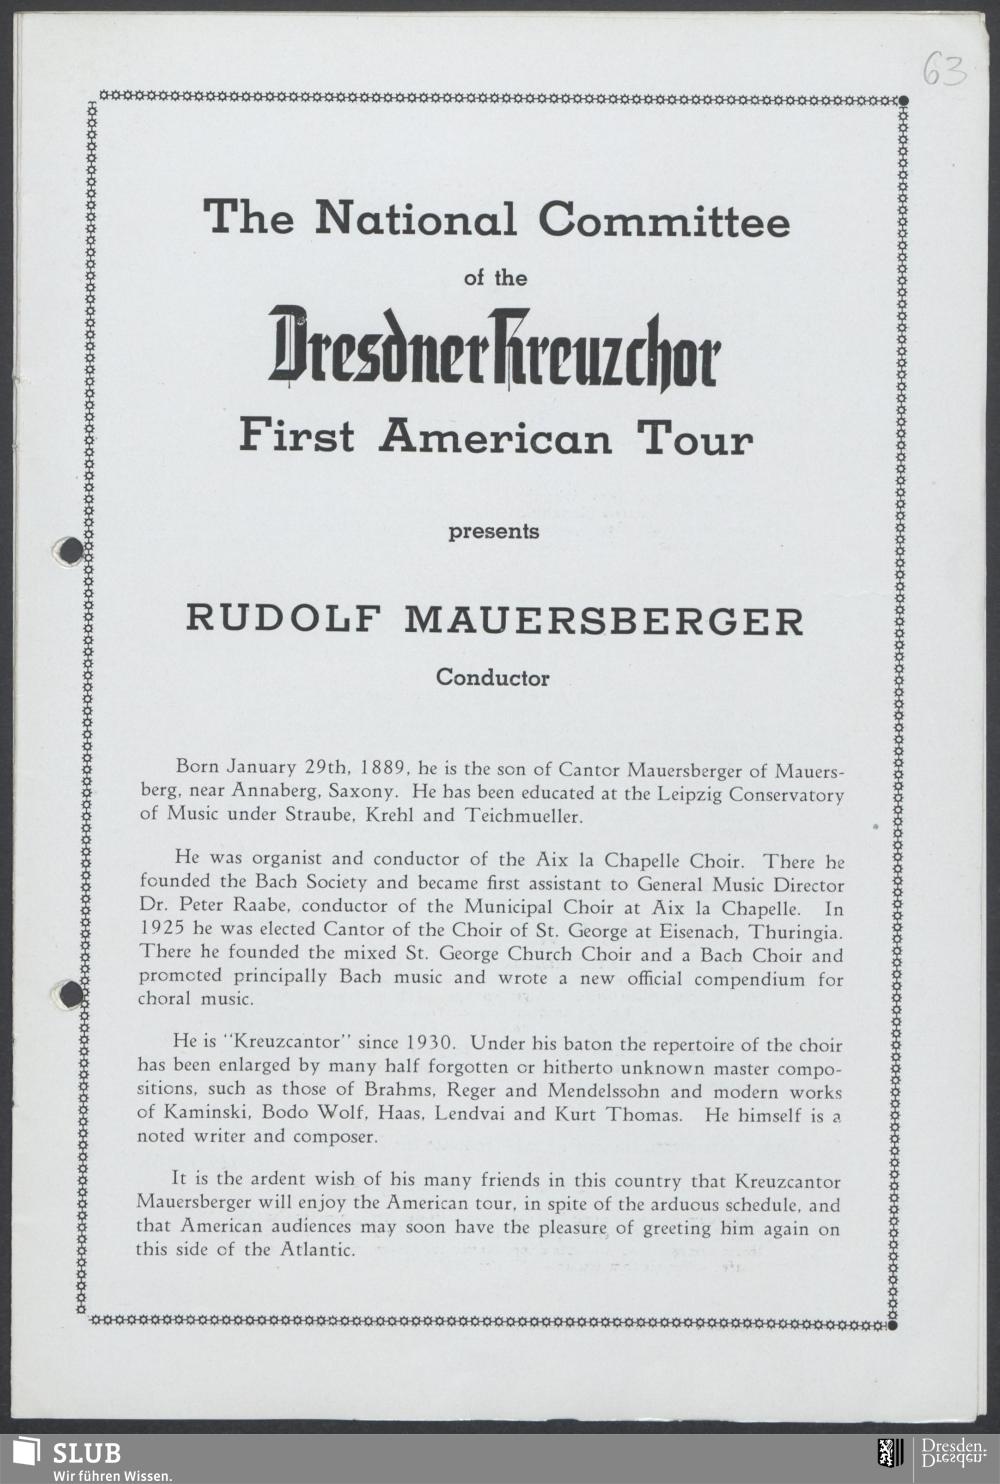 63
The National Committee
of the
Dresdner Kreuzchor
First American Tour
presents
RUDOLF MAUERSBERGER
Conductor
Born January 29th, 1889, he is the son of Cantor Mauersberger of Mauers-
berg, near Annaberg, Saxony. He has been educated at the Leipzig Conservatory
of Music under Straube, Krehl and Teichmueller.
He was organist and conductor of the Aix la Chapelle Choir. There he
founded the Bach Society and became first assistant to General Music Director
Dr. Peter Raabe, conductor of the Municipal Choir at Aix la Chapelle. In
1925 he was elected Cantor of the Choir of St. George at Eisenach, Thuringia.
There he founded the mixed St. George Church Choir and a Bach Choir and
promoted principally Bach music and wrote a new official compendium for
choral music.
He is "Kreuzcantor" since 1930. Under his baton the repertoire of the choir
has been enlarged by many half forgotten or hitherto unknown master compo-
sitions, such as those of Brahms, Reger and Mendelssohn and modern works
of Kaminski, Bodo Wolf, Haas, Lendvai and Kurt Thomas. He himself is a
noted writer and composer.
It is the ardent wish of his many friends in this country that Kreuzcantor
Mauersberger will enjoy the American tour, in spite of the arduous schedule, and
that American audiences may soon have the pleasure of greeting him again on
this side of the Atlantic.
SLUB
Wir führen Wissen.
Dresden.
Dresden.